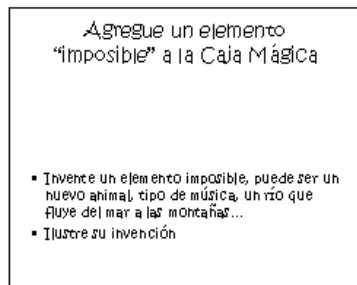 Agregue un elemento
"imposible" a la Caja Mágica
▪ Invente un elemento imposible, puede ser un
nuevo animal, tipo de música, un río que
fluye del mar a las montañas...
▪ Ilustre su invención